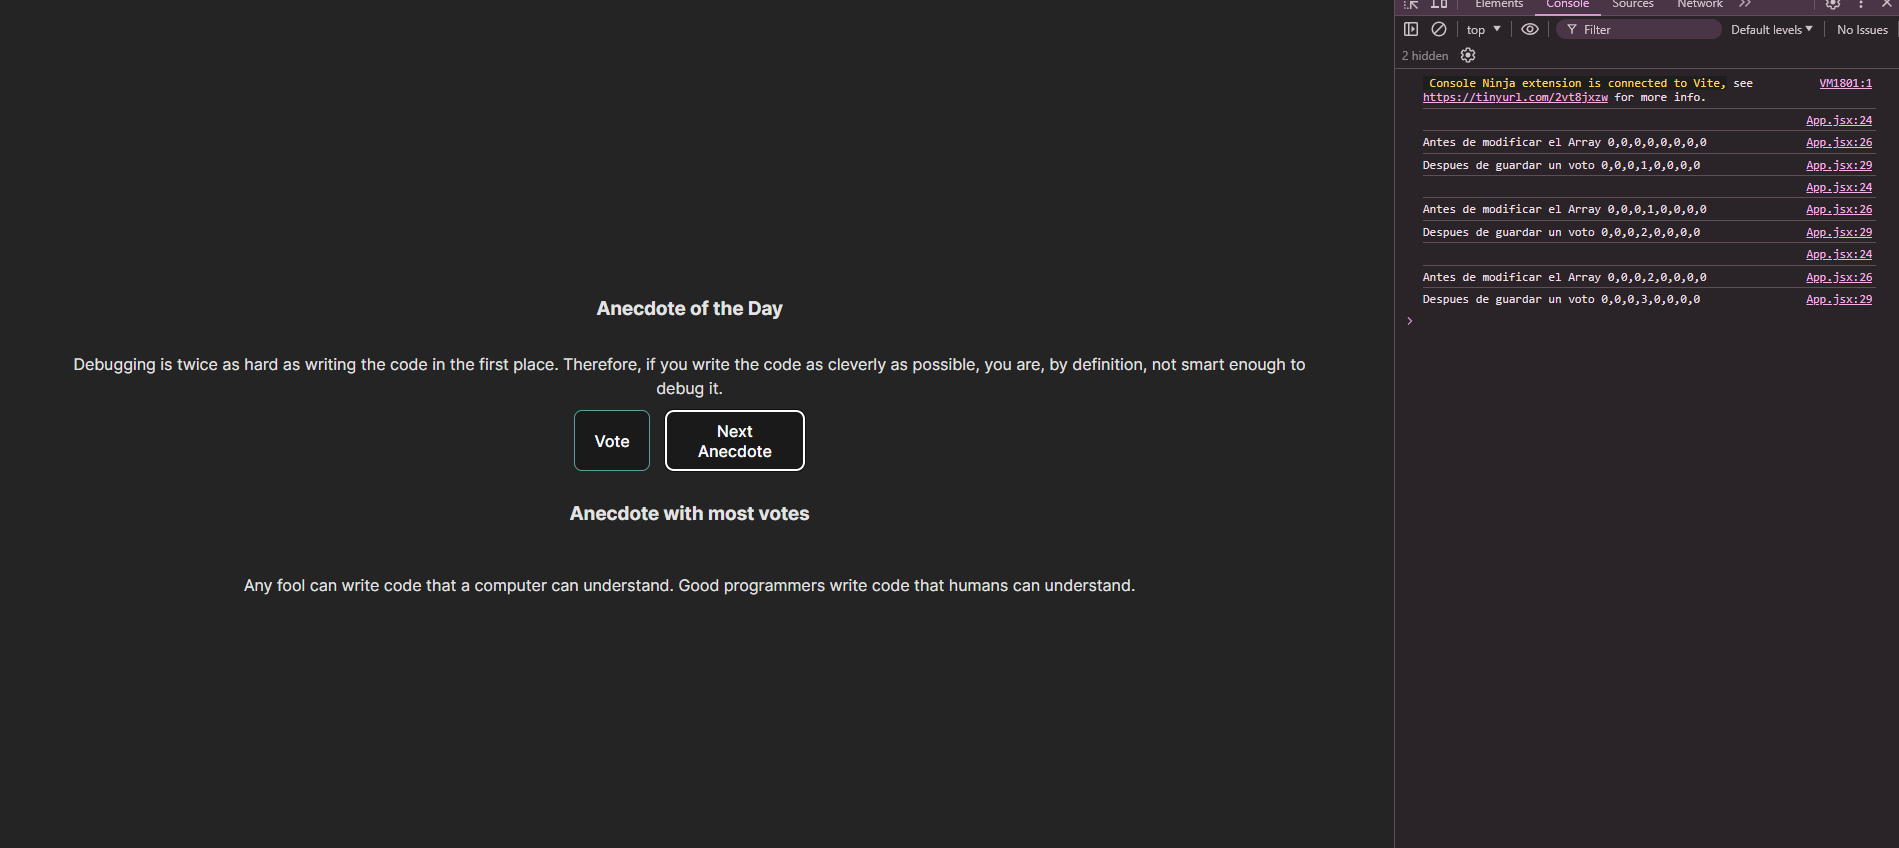 Anecdote of the Day
Debugging is twice as hard as writing the code in the first place. Therefore, if you write the code as cleverly as possible, you are, by definition, not smart enough to
debug it.
Vote
Next
Anecdote
Anecdote with most votes
Any fool can write code that a computer can understand. Good programmers write code that humans can understand.
Elements Console Sources Network
top Filter Default levels No Issues
2 hidden
Console Ninja extension is connected to Vite, see VM1801:1
https://tinyurl.com/2vt8jxzw for more info.
App.jsx:24
Antes de modificar el Array 0,0,0,0,0,0,0,0 App.jsx:26
Despues de guardar un voto 0,0,0,1,0,0,0,0 App.jsx:29
App.jsx:24
Antes de modificar el Array 0,0,0,1,0,0,0,0 App.jsx:26
Despues de guardar un voto 0,0,0,2,0,0,0,0 App.jsx:29
App.jsx:24
Antes de modificar el Array 0,0,0,2,0,0,0,0 App.jsx:26
Despues de guardar un voto 0,0,0,3,0,0,0,0 App.jsx:29